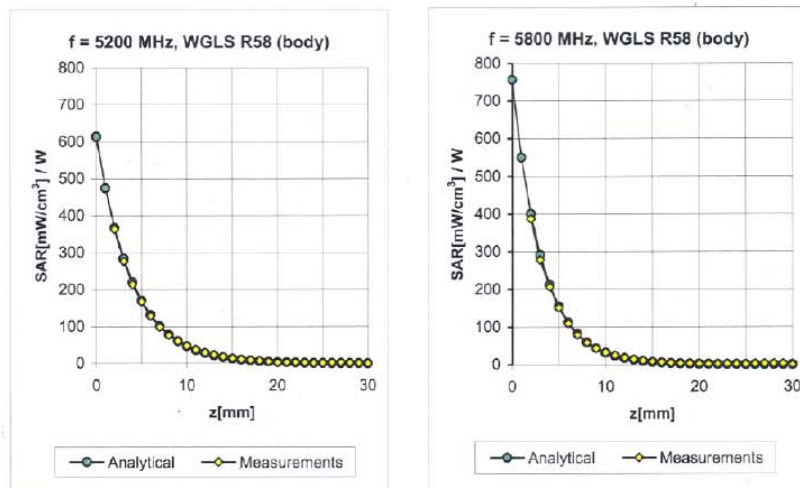 f = 5200 MHz, WGLS R58 (body)
SAR[mW/cm³] / W
800
700
600
500
400
300
200
100
0
0 10 20 30
z[mm]
Analytical Measurements
f = 5800 MHz, WGLS R58 (body)
SAR[mW/cm³] / W
800
700
600
500
400
300
200
100
0
0 10 20 30
z[mm]
Analytical Measurements